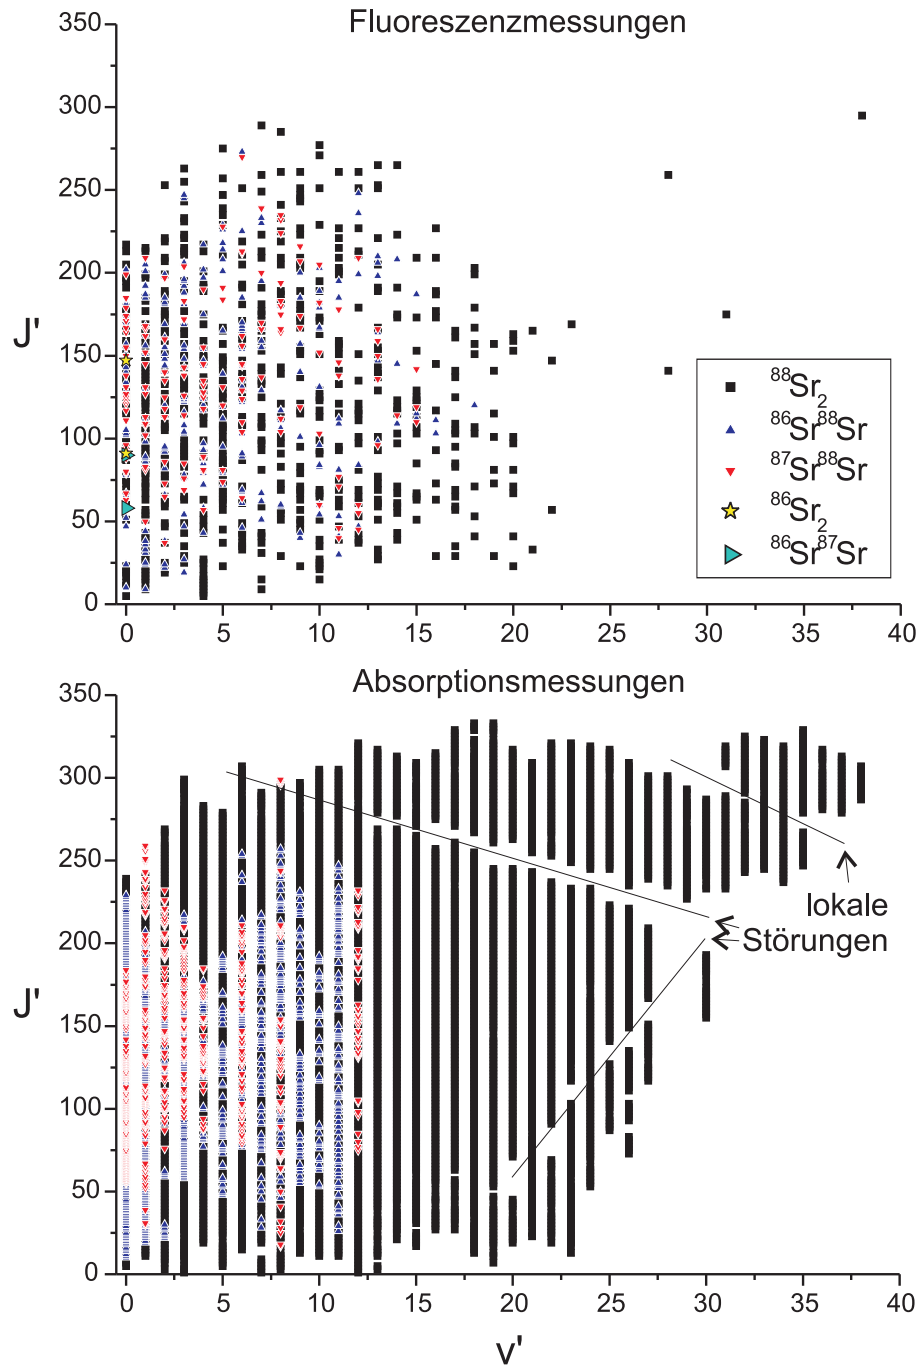 Fluoreszenzmessungen
350
300
250
200
150
100
50
0
J'
88Sr2
86Sr88Sr
87Sr88Sr
86Sr2
86Sr87Sr
0 5 10 15 20 25 30 35 40
Absorptionsmessungen
350
300
250
200
150
100
50
0
J'
lokale
Störungen
0 5 10 15 20 25 30 35 40
v'